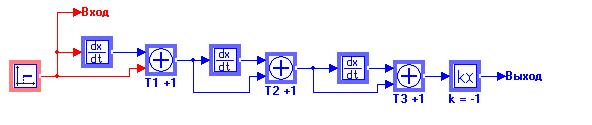 Вход
dx
dt
T1 +1
dx
dt
T2 +1
dx
dt
T3 +1
kx
k = -1
Выход